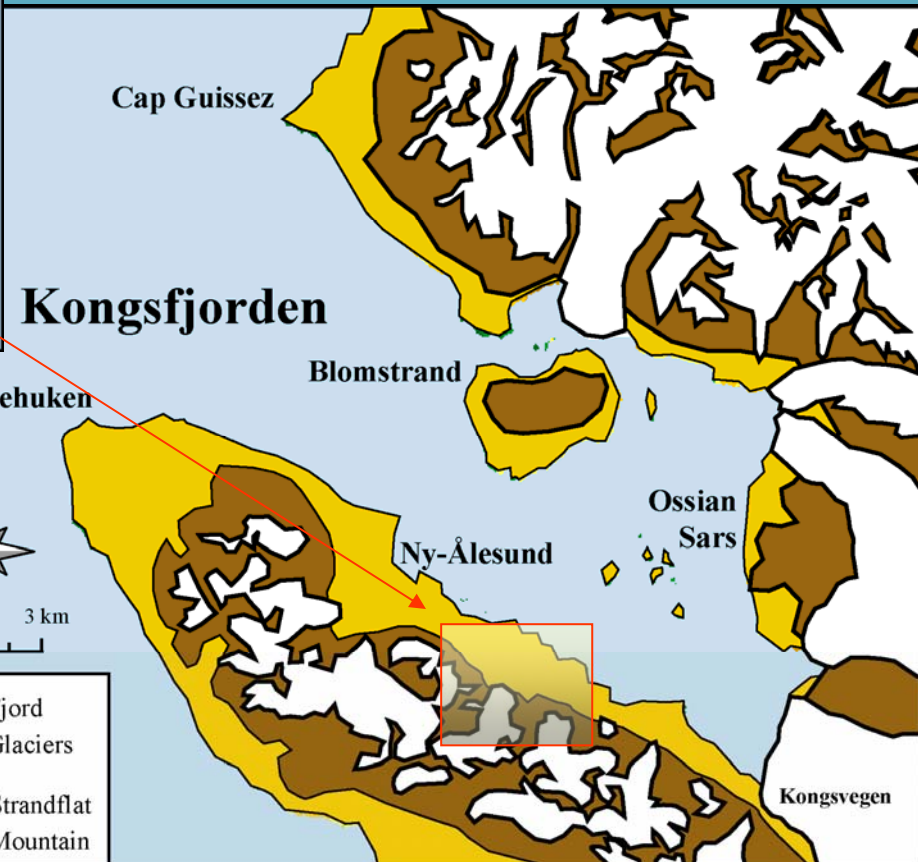 Cap Guissez
Kongsfjorden
Blomstrand
ehuken
Ossian
Sars
Ny-Ålesund
3 km
jord
Glaciers
Strandflat
Mountain
Kongsvegen